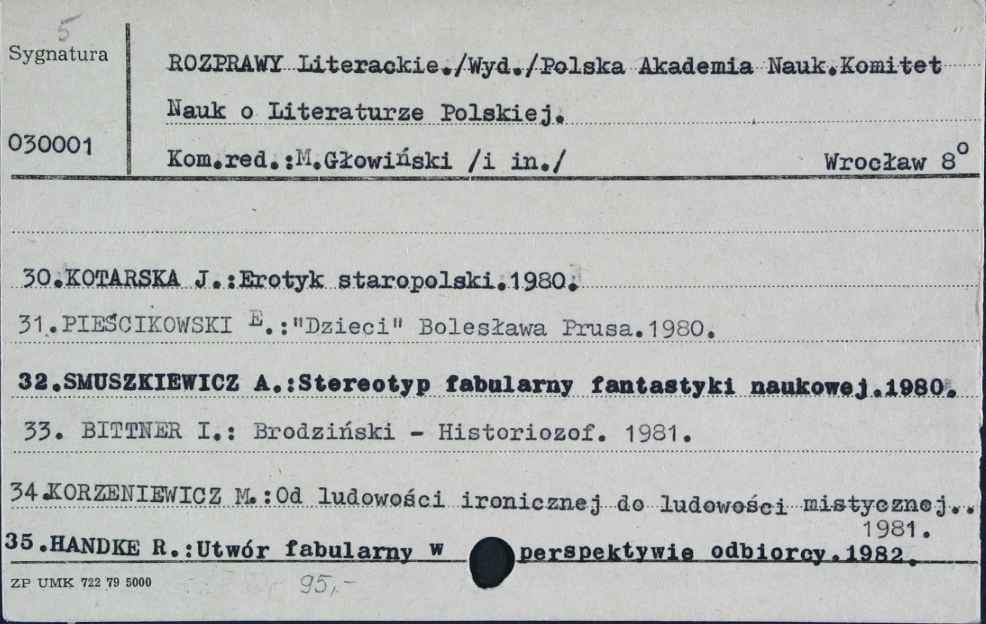 5
Sygnatura
030001
ROZPRAWY Literackie./Wyd./Polska Akademia Nauk.Komitet
Nauk o Literaturze Polskiej.
Kom.red.:M.Głowiński /i in./ Wrocław 8°
30.KOTARSKA J.:Erotyk staropolski.1980.
31.PIEŚCIKOWSKI E.:"Dzieci" Bolesława Prusa.1980.
32.SMUSZKIEWICZ A.:Stereotyp fabularny fantastyki naukowej.1980.
33. BITTNER I.: Brodziński - Historiozof. 1981.
34.KORZENIEWICZ M.:Od ludowości ironicznej do ludowości mistycznej..
1981.
35.HANDKE R.:Utwór fabularny w perspektywie odbiorcy.1982.
ZP UMK 722 79 5000
95,-